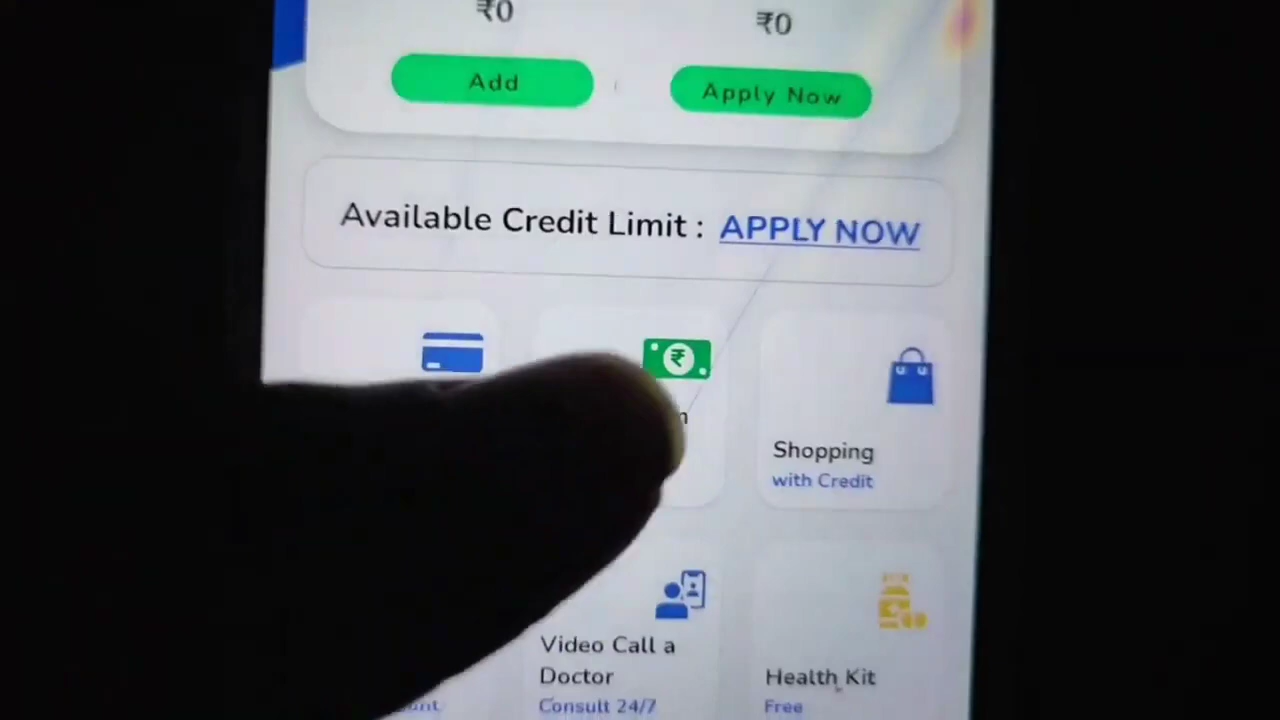 ₹0
₹0
Add
Apply Now
Available Credit Limit : APPLY NOW
Shopping
with Credit
Video Call a
Doctor
Consult 24/7
Health Kit
Free